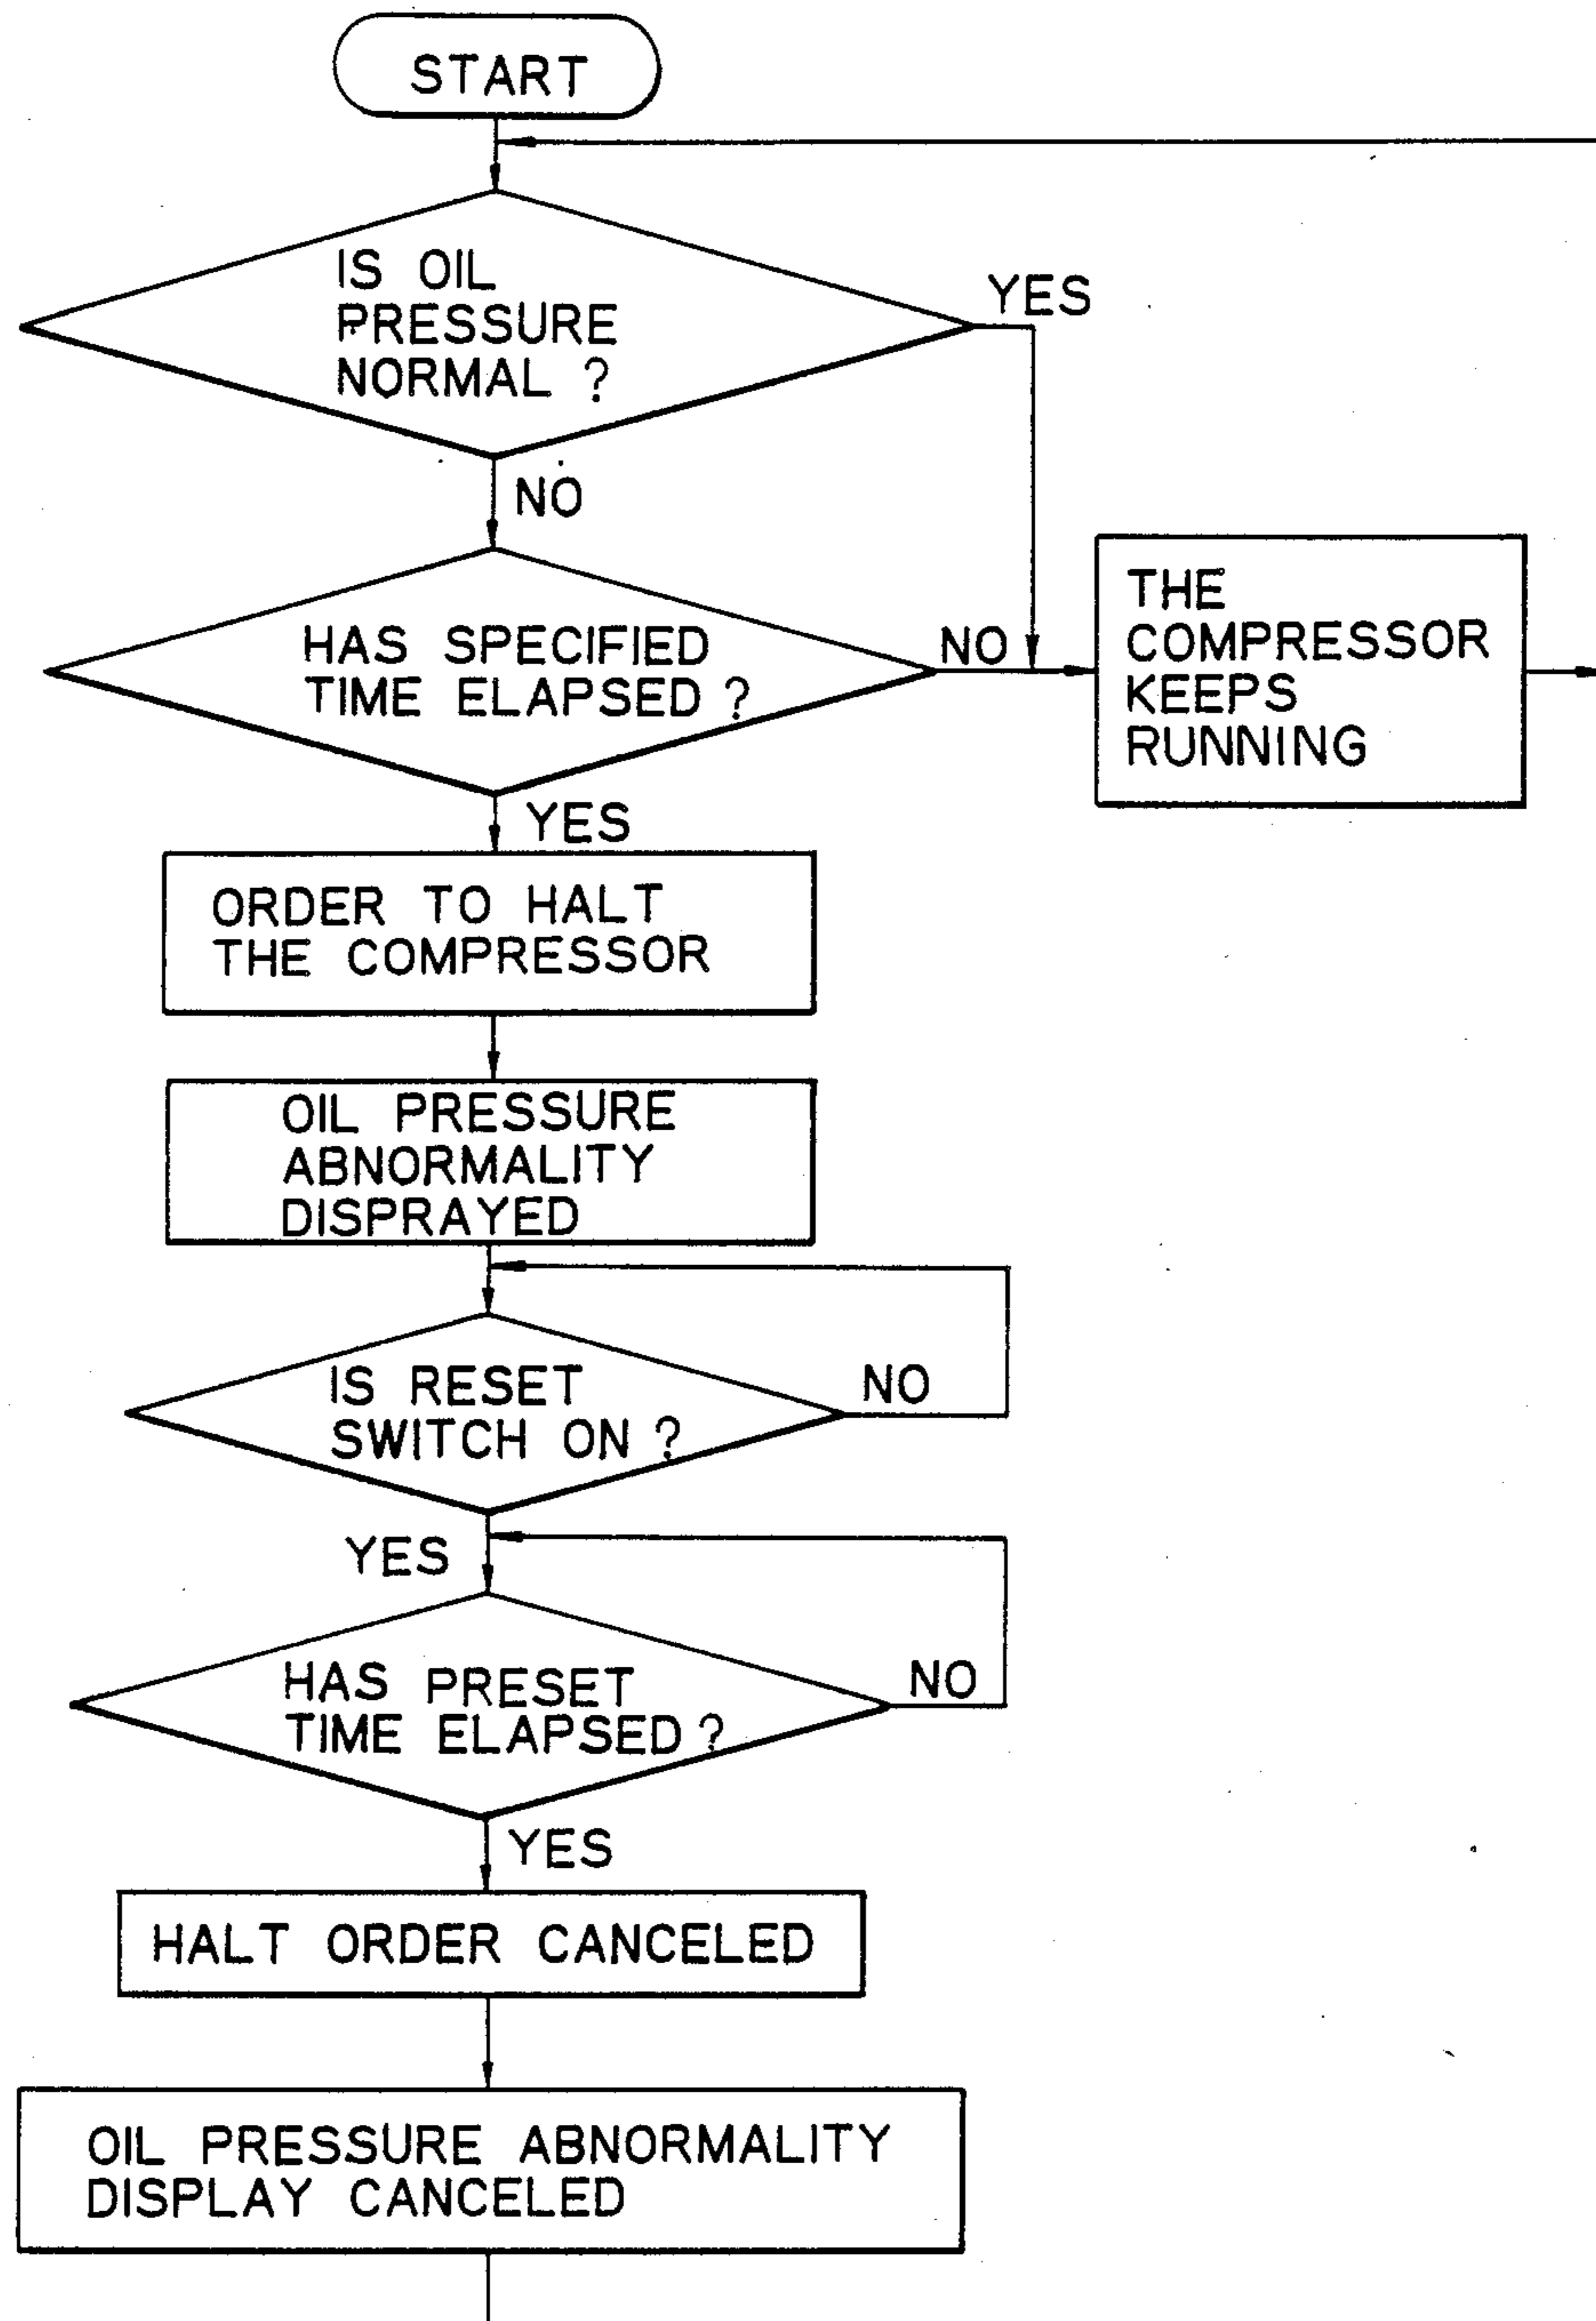 START
IS OIL
PRESSURE
NORMAL ?
YES
NO
HAS SPECIFIED
TIME ELAPSED ?
NO
THE
COMPRESSOR
KEEPS
RUNNING
YES
ORDER TO HALT
THE COMPRESSOR
OIL PRESSURE
ABNORMALITY
DISPRAYED
IS RESET
SWITCH ON ?
NO
YES
HAS PRESET
TIME ELAPSED ?
NO
YES
HALT ORDER CANCELED
OIL PRESSURE ABNORMALITY
DISPLAY CANCELED